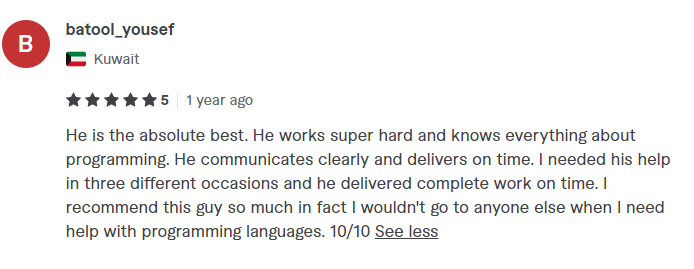 B
batool_yousef
Kuwait
5 | 1 year ago
He is the absolute best. He works super hard and knows everything about
programming. He communicates clearly and delivers on time. I needed his help
in three different occasions and he delivered complete work on time. I
recommend this guy so much in fact I wouldn't go to anyone else when I need
help with programming languages. 10/10 See less